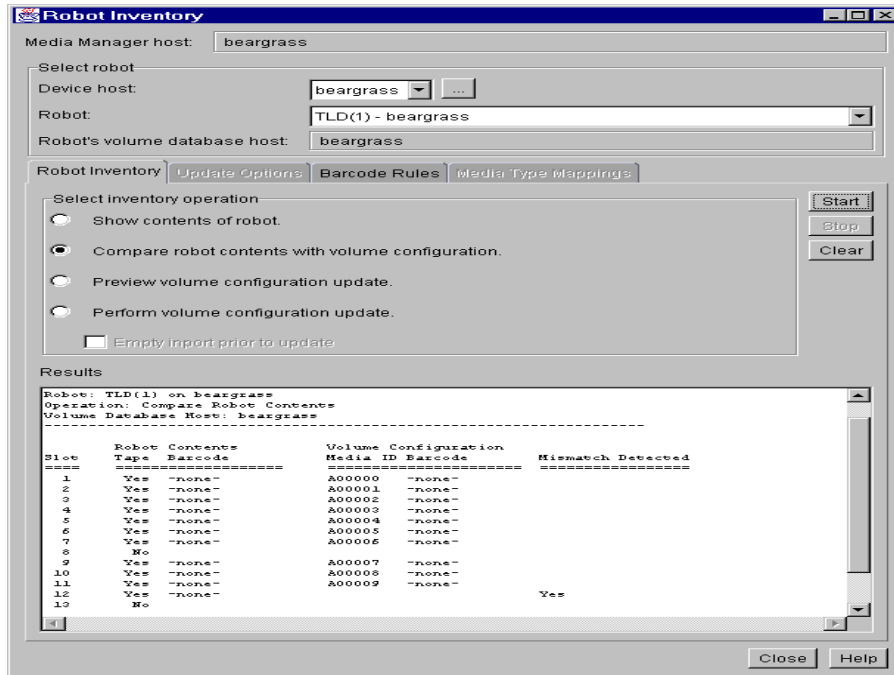 Robot Inventory
Media Manager host: beargrass
Select robot
Device host: beargrass ...
Robot: TLD(1) - beargrass
Robot's volume database host: beargrass
Robot Inventory Update Options Barcode Rules Media Type Mappings
Select inventory operation
Show contents of robot.
Compare robot contents with volume configuration.
Preview volume configuration update.
Perform volume configuration update.
Empty inport prior to update
Start
Stop
Clear
Results
Robot: TLD(1) on beargrass
Operation: Compare Robot Contents
Volume Database Host: beargrass
--------------------------------------------------------------------------------
Robot Contents Volume Configuration
Slot Tape Barcode Media ID Barcode Mismatch Detected
==== =================== ====================== =================
1 Yes -none- A00000 -none-
2 Yes -none- A00001 -none-
3 Yes -none- A00002 -none-
4 Yes -none- A00003 -none-
5 Yes -none- A00004 -none-
6 Yes -none- A00005 -none-
7 Yes -none- A00006 -none-
8 No
9 Yes -none- A00007 -none-
10 Yes -none- A00008 -none-
11 Yes -none- A00009 -none-
12 Yes -none- Yes
13 No
Close Help